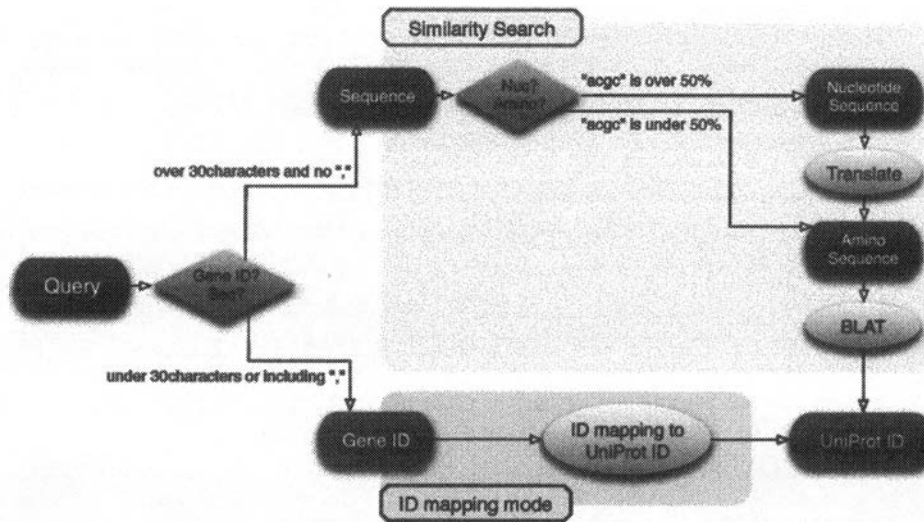 Similarity Search
Sequence
Nuc?
Amino?
"acgc" is over 50%
Nucleotide
Sequence
"acgc" is under 50%
Translate
over 30characters and no ","
Amino
Sequence
Query
Gene ID?
Seq?
BLAT
under 30characters or including ","
Gene ID
ID mapping to
UniProt ID
UniProt ID
ID mapping mode